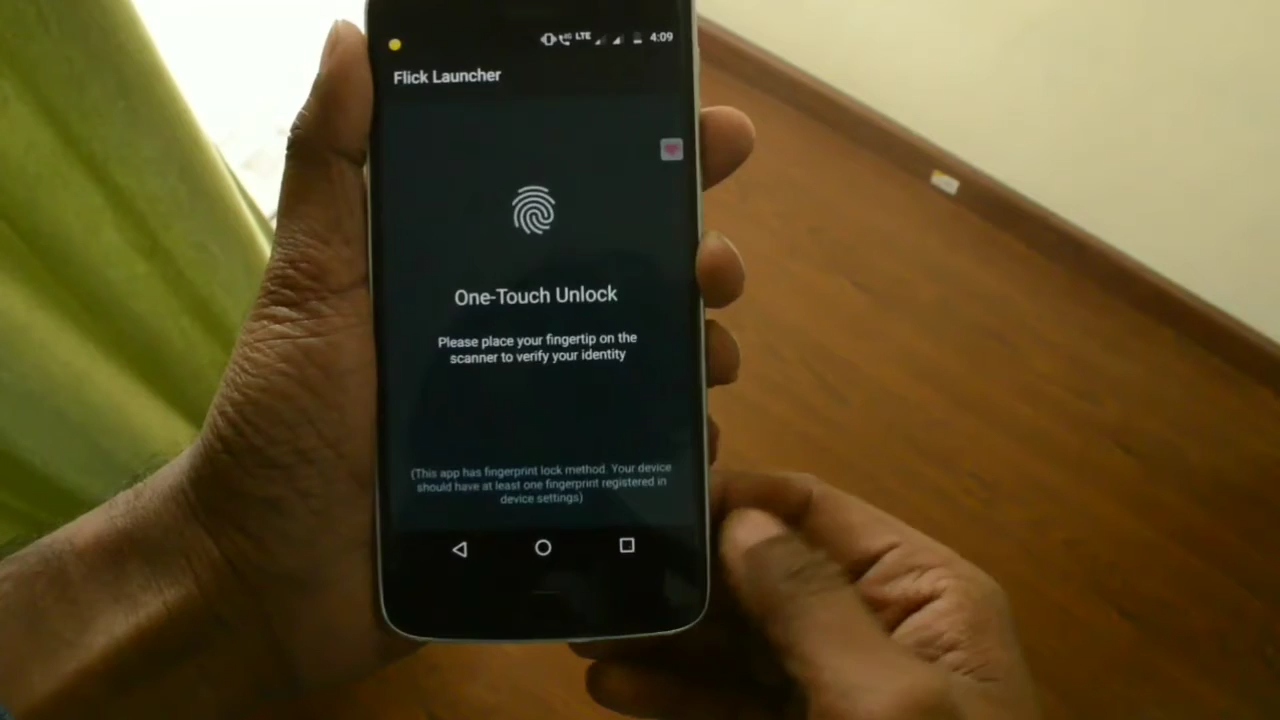 LTE 4:09
Flick Launcher
One-Touch Unlock
Please place your fingertip on the
scanner to verify your identity
(This app has fingerprint lock method. Your device
should have at least one fingerprint registered in
device settings)